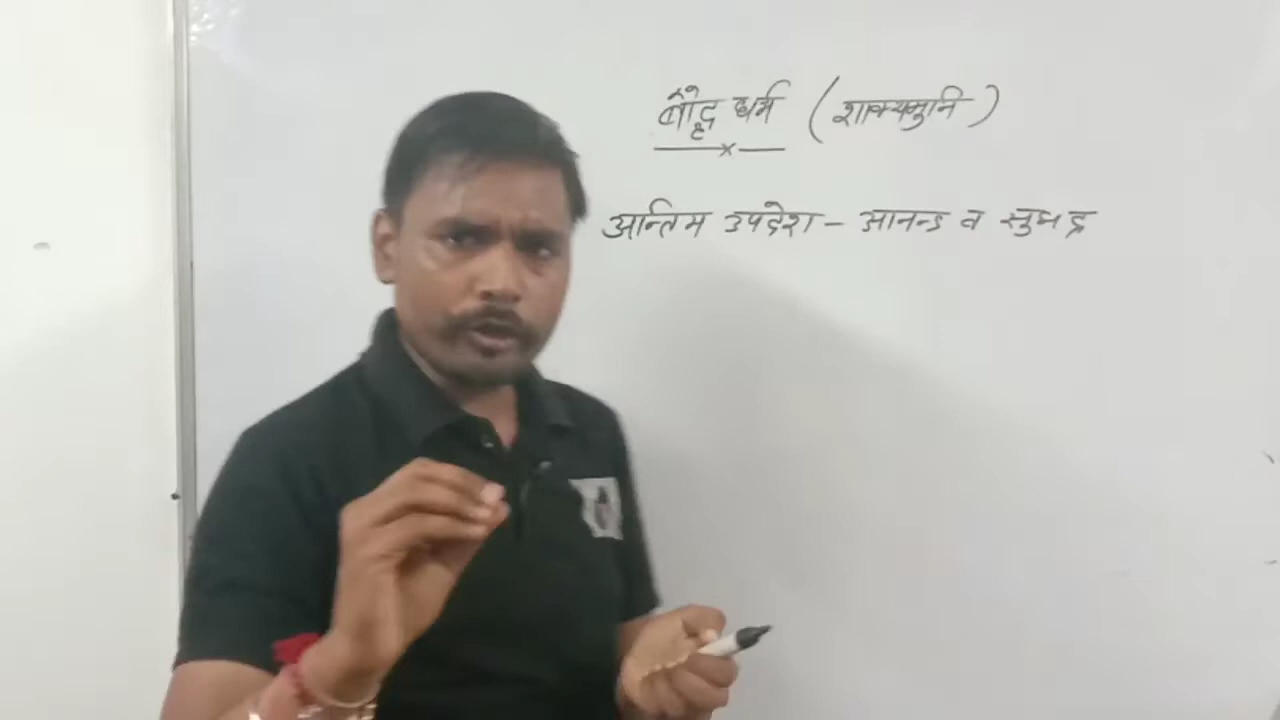 बौद्ध धर्म (शाक्यमुनि)
अन्तिम उपदेश - आनन्ड व सुभद्र